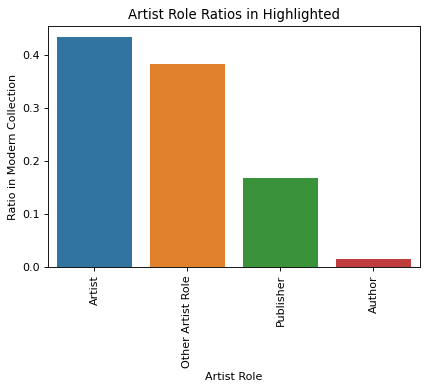 Artist Role Ratios in Highlighted
Ratio in Modern Collection
0.4
0.3
0.2
0.1
0.0
Artist
Other Artist Role
Publisher
Author
Artist Role